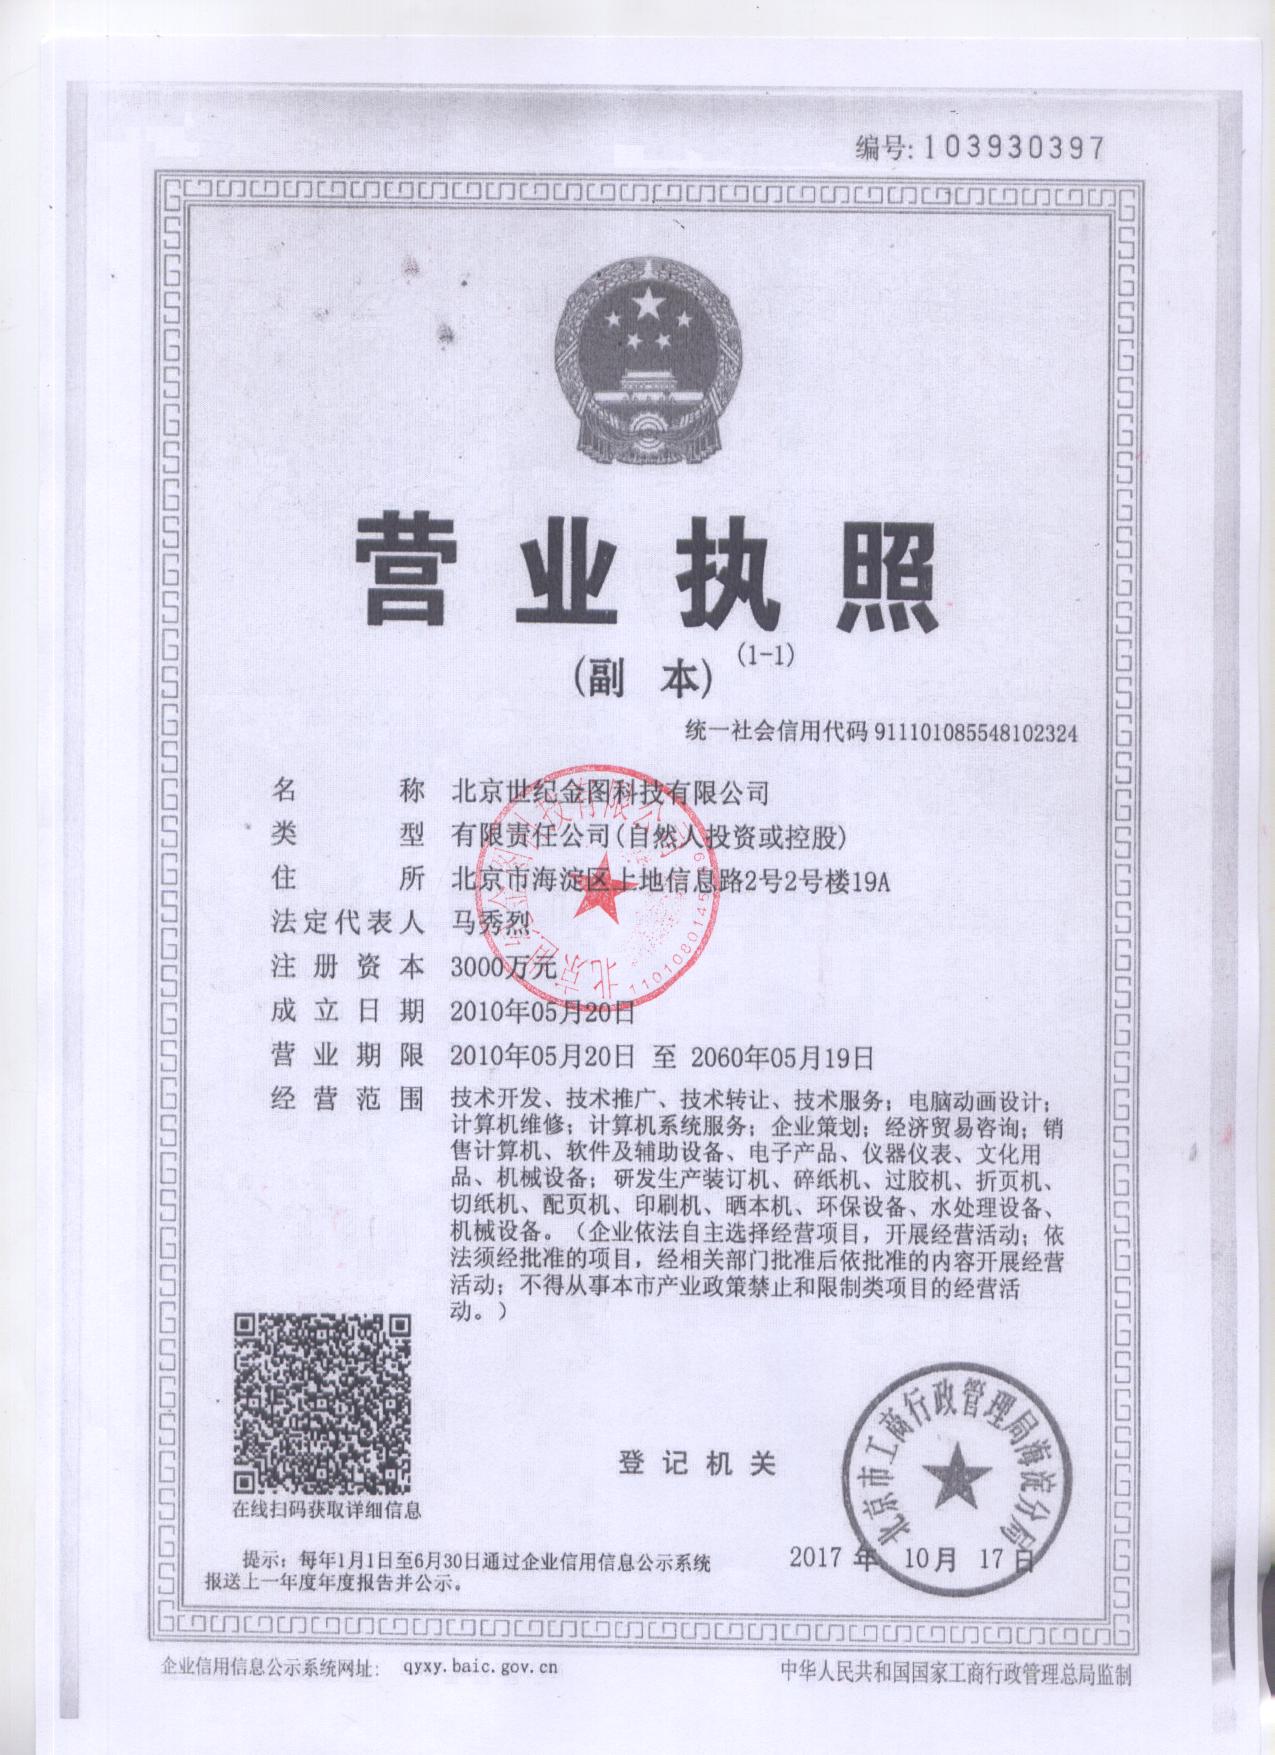 编号: 103930397
营业执照
(副 本) (1-1)
统一社会信用代码 911101085548102324
名 称 北京世纪金图科技有限公司
类 型 有限责任公司(自然人投资或控股)
住 所 北京市海淀区上地信息路2号2号楼19A
法定代表人 马秀烈
注册资本 3000万元
成立日期 2010年05月20日
营业期限 2010年05月20日 至 2060年05月19日
经营范围 技术开发、技术推广、技术转让、技术服务；电脑动画设计；
计算机维修；计算机系统服务；企业策划；经济贸易咨询；销
售计算机、软件及辅助设备、电子产品、仪器仪表、文化用
品、机械设备；研发生产装订机、碎纸机、过胶机、折页机、
切纸机、配页机、印刷机、晒本机、环保设备、水处理设备、
机械设备。（企业依法自主选择经营项目，开展经营活动；依
法须经批准的项目，经相关部门批准后依批准的内容开展经营
活动；不得从事本市产业政策禁止和限制类项目的经营活
动。）
北京世纪金图科技有限公司
在线扫码获取详细信息
登记机关
北京市工商行政管理局海淀分局
2017 年 10 月 17 日
提示：每年1月1日至6月30日通过企业信用信息公示系统
报送上一年度年度报告并公示。
企业信用信息公示系统网址： qyxy.baic.gov.cn
中华人民共和国国家工商行政管理总局监制